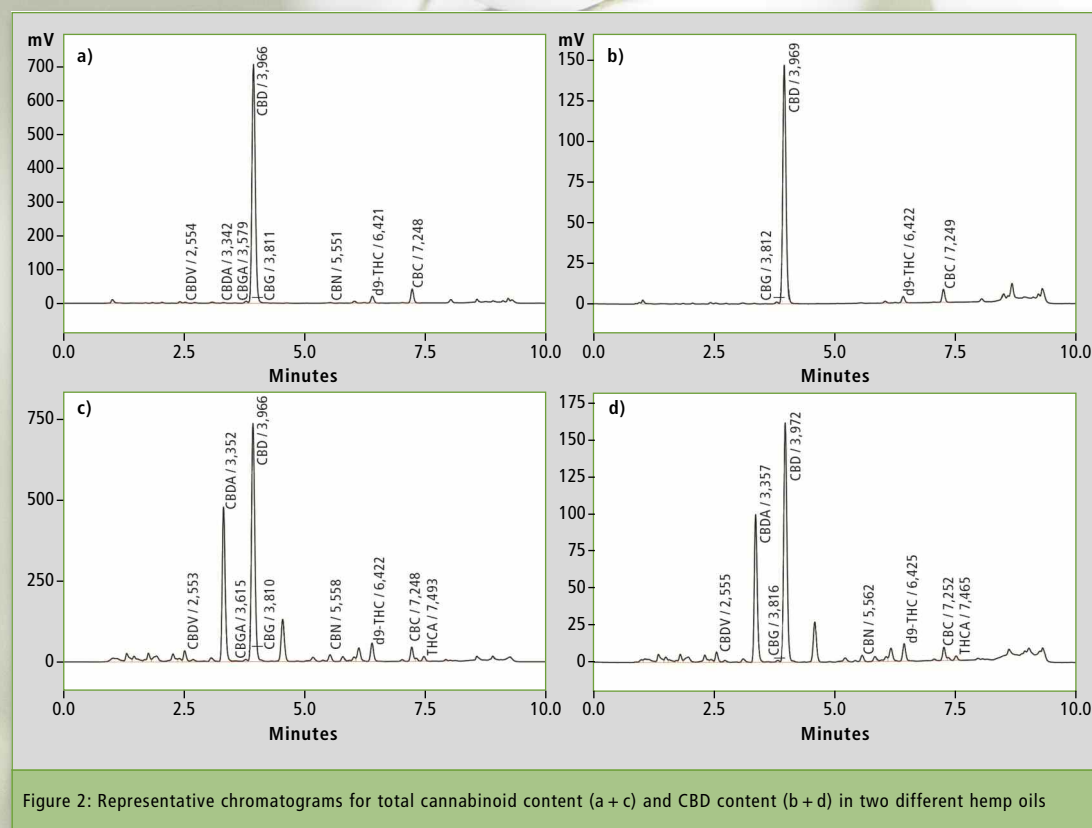 mV
a)
700
600
500
400
300
200
100
0
CBDV / 2,554
CBDA / 3,342
CBGA / 3,579
CBD / 3,966
CBG / 3,811
CBN / 5,551
d9-THC / 6,421
CBC / 7,248
0.0 2.5 5.0 7.5 10.0
Minutes
mV
b)
150
125
100
75
50
25
0
CBG / 3,812
CBD / 3,969
d9-THC / 6,422
CBC / 7,249
0.0 2.5 5.0 7.5 10.0
Minutes
c)
750
500
250
0
CBDV / 2,553
CBDA / 3,352
CBGA / 3,615
CBD / 3,966
CBG / 3,810
CBN / 5,558
d9-THC / 6,422
CBC / 7,248
THCA / 7,493
0.0 2.5 5.0 7.5 10.0
Minutes
d)
175
150
125
100
75
50
25
0
CBDV / 2,555
CBDA / 3,357
CBG / 3,816
CBD / 3,972
CBN / 5,562
d9-THC / 6,425
CBC / 7,252
THCA / 7,465
0.0 2.5 5.0 7.5 10.0
Minutes
Figure 2: Representative chromatograms for total cannabinoid content (a + c) and CBD content (b + d) in two different hemp oils